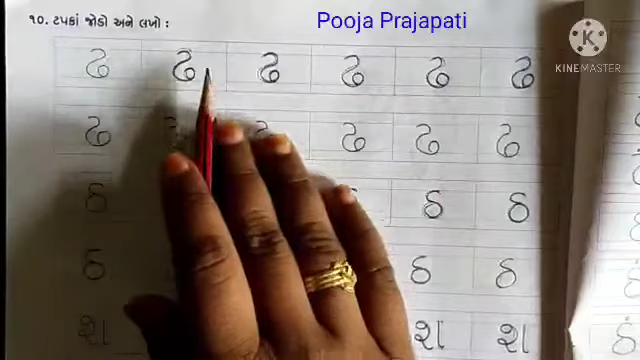 Pooja Prajapati
૧૦. ટપકાં જોડો અને લખો :
KINEMASTER
ઢ ઢ ઢ ઢ ઢ ઢ
ઢ ઢ ઢ ઢ
ઠ ઠ ઠ
ઠ ઠ ઠ
શ શ શ